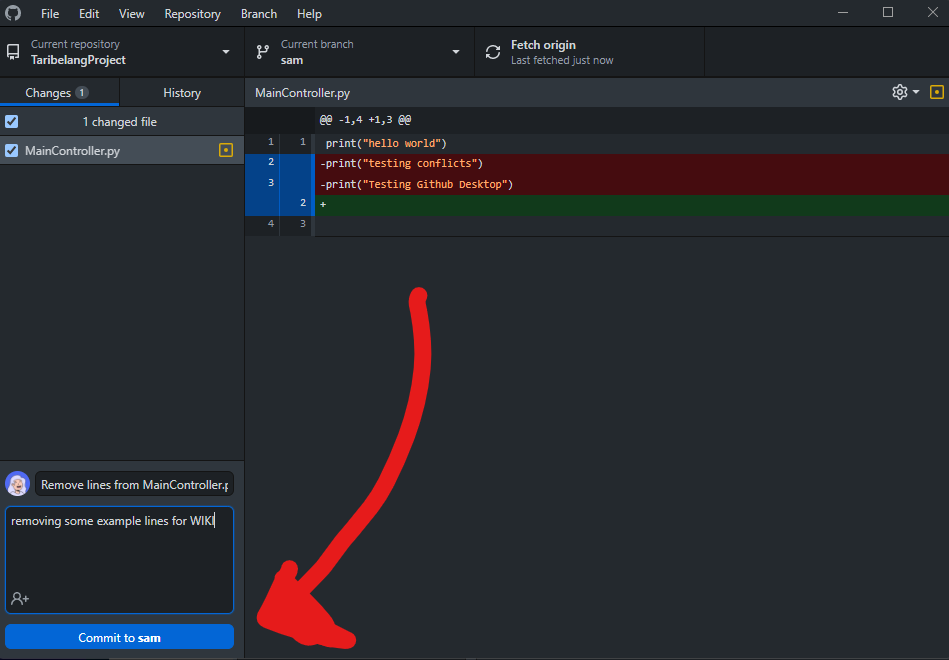 File Edit View Repository Branch Help
Current repository
TaribelangProject
Current branch
sam
Fetch origin
Last fetched just now
Changes 1 History
MainController.py
1 changed file
MainController.py
@@ -1,4 +1,3 @@
1 1 print("hello world")
2 -print("testing conflicts")
3 -print("Testing Github Desktop")
2 +
4 3
Remove lines from MainController.p
removing some example lines for WIKI
Commit to sam